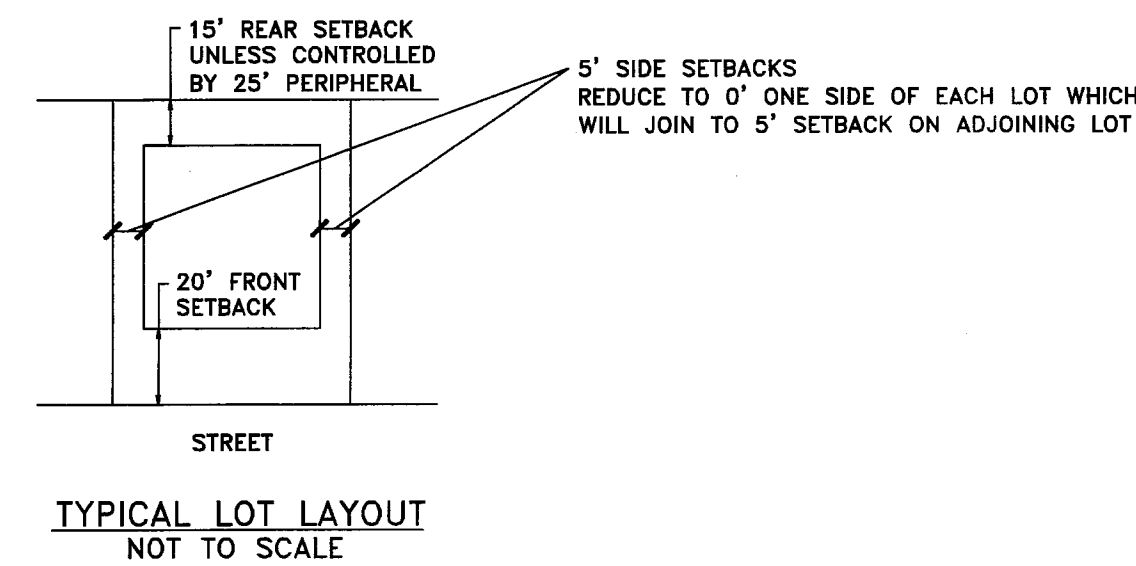 15' REAR SETBACK
UNLESS CONTROLLED
BY 25' PERIPHERAL
5' SIDE SETBACKS
REDUCE TO 0' ONE SIDE OF EACH LOT WHICH
WILL JOIN TO 5' SETBACK ON ADJOINING LOT
20' FRONT
SETBACK
STREET
TYPICAL LOT LAYOUT
NOT TO SCALE